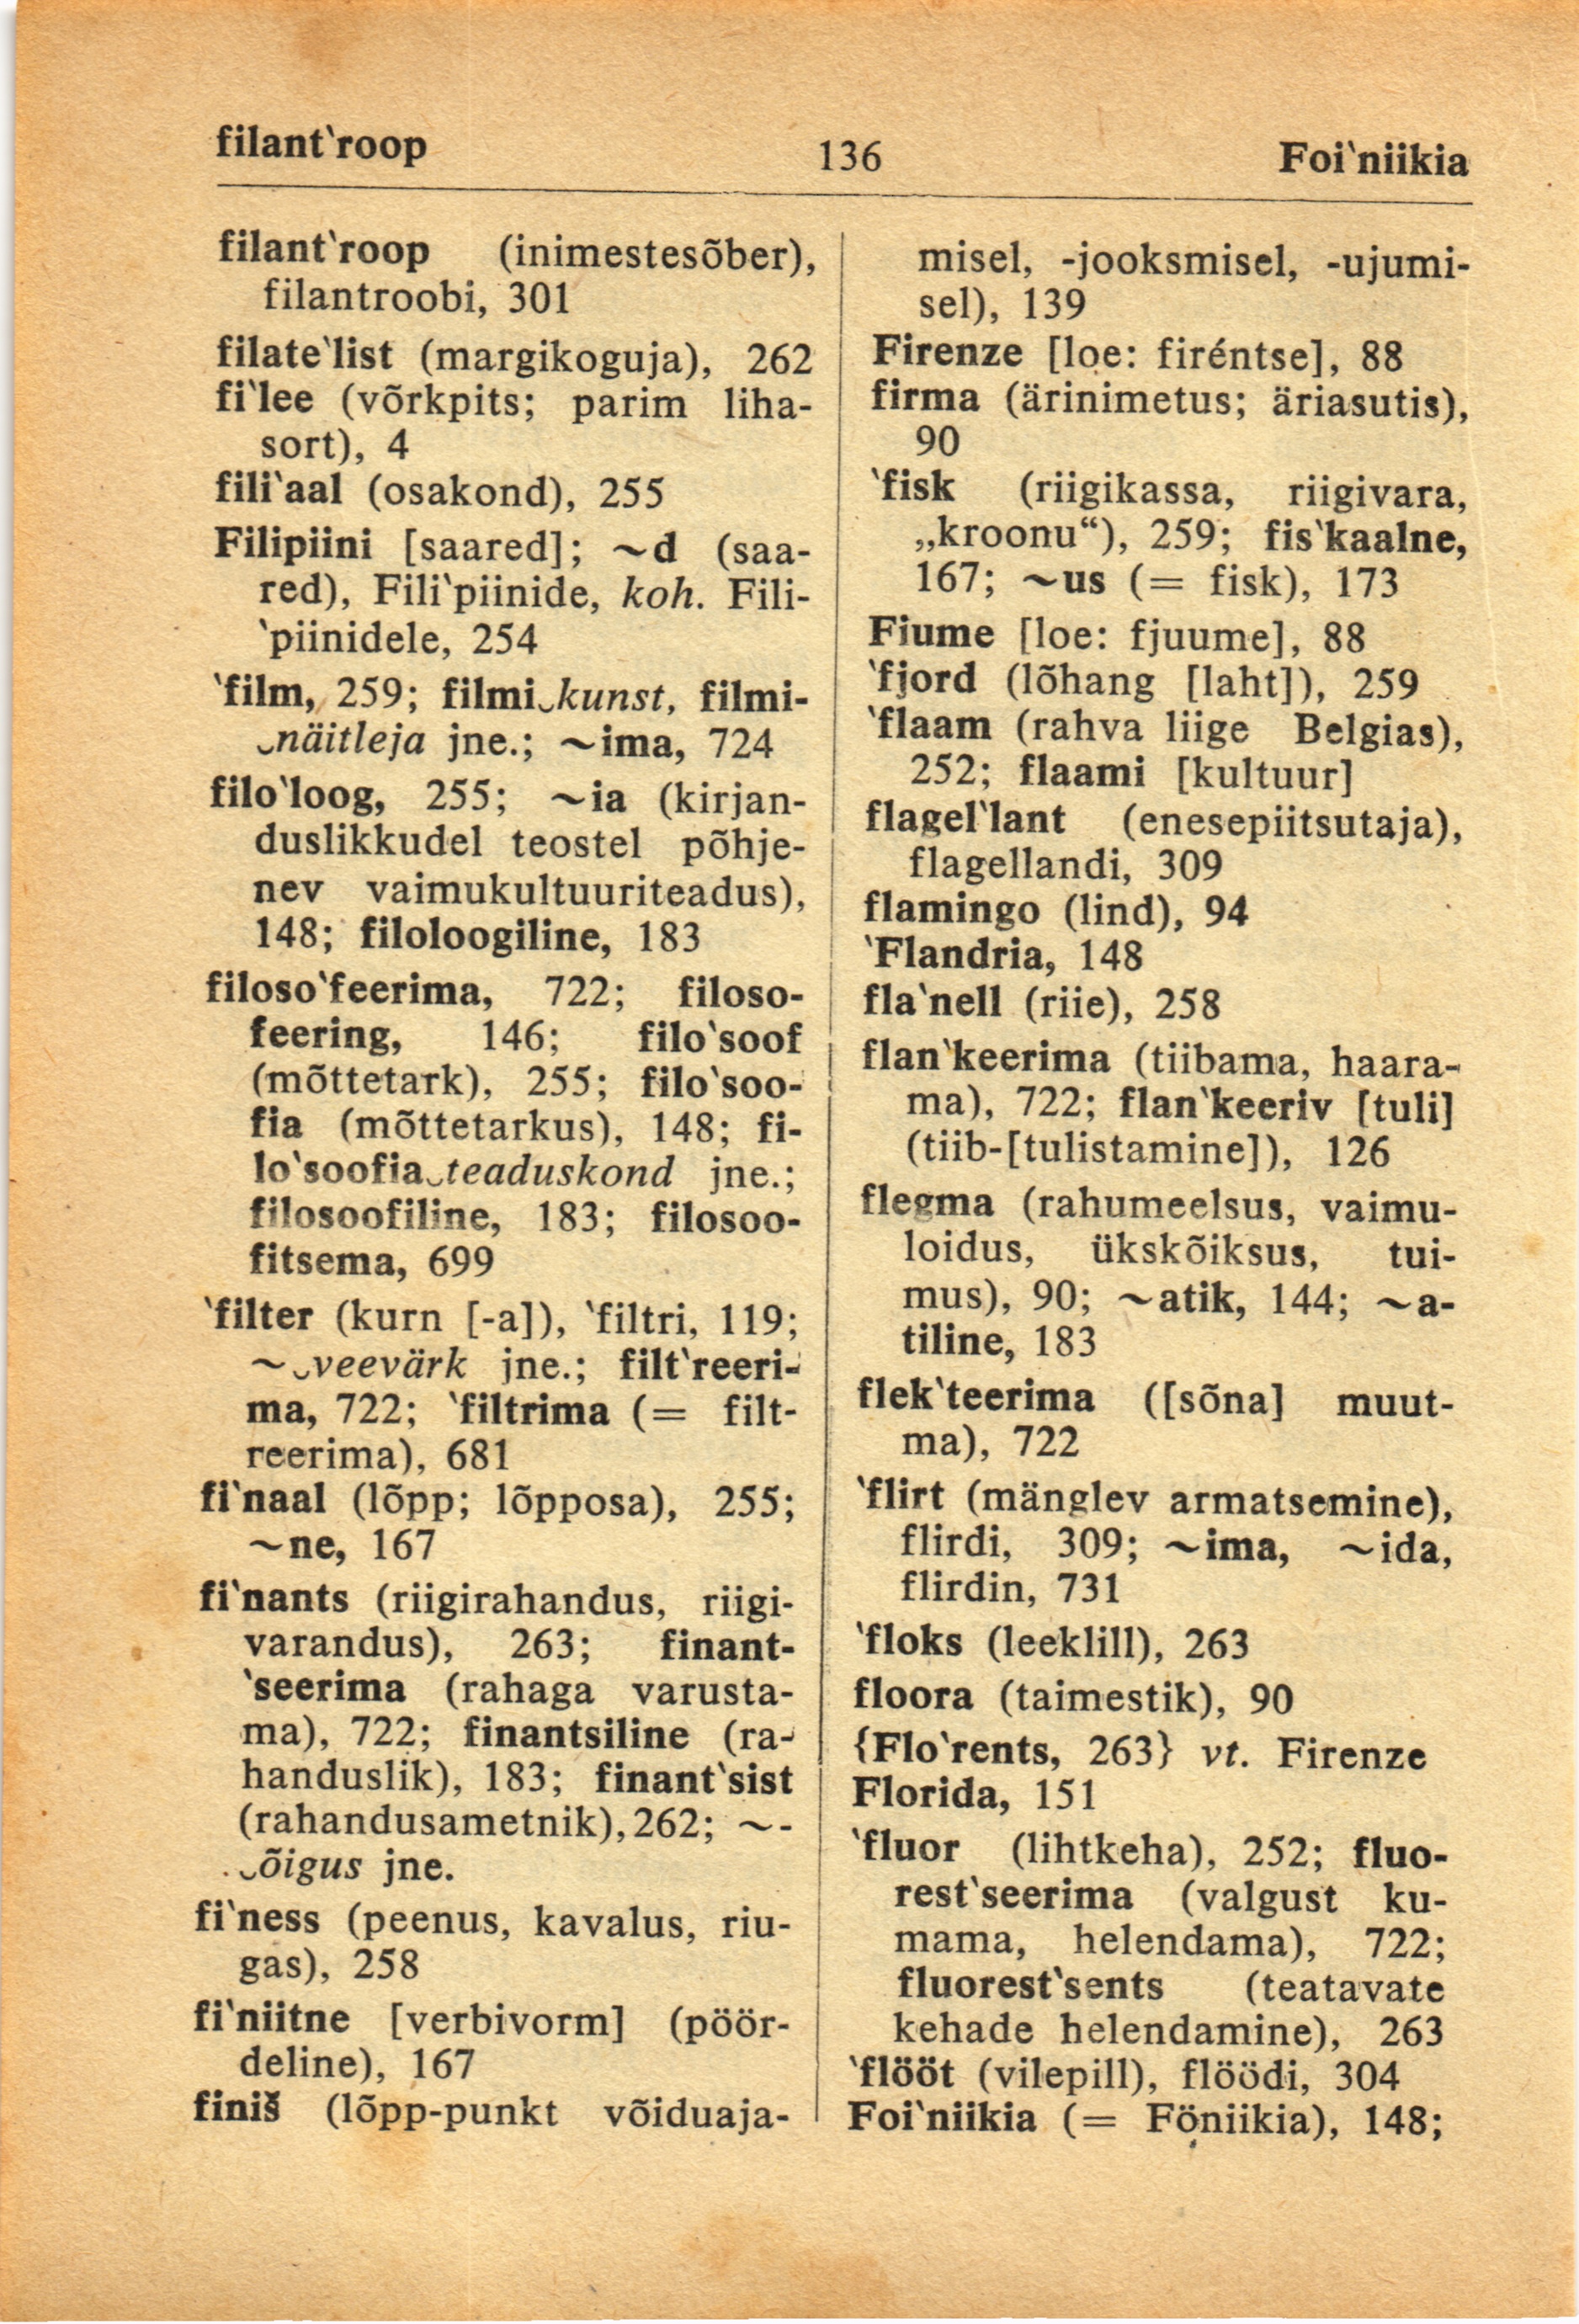 filant‵roop
136
Foi‵niikia
filant‵roop (inimestesõber),
filantroobi, 301
filate‵list (margikoguja), 262
fi‵lee (võrkpits; parim liha-
sort), 4
fili‵aal (osakond), 255
Filipiini [saared]; ~d (saa-
red), Fili‵piinide, koh. Fili-
‵piinidele, 254
‵film, 259; filmi‿kunst, filmi-
‿näitleja jne.; ~ima, 724
filo‵loog, 255; ~ia (kirjan-
duslikkudel teostel põhje-
nev vaimukultuuriteadus),
148; filoloogiline, 183
filoso‵feerima, 722; filoso-
feering, 146; filo‵soof
(mõttetark), 255; filo‵soo-
fia (mõttetarkus), 148; fi-
lo‵soofia‿teaduskond jne.;
filosoofiline, 183; filosoo-
fitsema, 699
‵filter (kurn [-a]), ‵filtri, 119;
~‿veevärk jne.; filt‵reeri-
ma, 722; ‵filtrima (= filt-
reerima), 681
fi‵naal (lõpp; lõpposa), 255;
~ne, 167
fi‵nants (riigirahandus, riigi-
varandus), 263; finant-
‵seerima (rahaga varusta-
ma), 722; finantsiline (ra-
handuslik), 183; finant‵sist
(rahandusametnik), 262; ~-
‿õigus jne.
fi‵ness (peenus, kavalus, riu-
gas), 258
fi‵niitne [verbivorm] (pöör-
deline), 167
finiš (lõpp-punkt võiduaja-
misel, -jooksmisel, -ujumi-
sel), 139
Firenze [loe: firéntse], 88
firma (ärinimetus; äriasutis),
90
‵fisk (riigikassa, riigivara,
„kroonu“), 259; fis‵kaalne,
167; ~us (= fisk), 173
Fiume [loe: fjuume], 88
‵fjord (lõhang [laht]), 259
‵flaam (rahva liige Belgias),
252; flaami [kultuur]
flagel‵lant (enesepiitsutaja),
flagellandi, 309
flamingo (lind), 94
‵Flandria, 148
fla‵nell (riie), 258
flan‵keerima (tiibama, haara-
ma), 722; flan‵keeriv [tuli]
(tiib-[tulistamine]), 126
flegma (rahumeelsus, vaimu-
loidus, ükskõiksus, tui-
mus), 90; ~atik, 144; ~a-
tiline, 183
flek‵teerima ([sõna] muut-
ma), 722
‵flirt (mänglev armatsemine),
flirdi, 309; ~ima, ~ida,
flirdin, 731
‵floks (leeklill), 263
floora (taimestik), 90
{Flo‵rents, 263} vt. Firenze
Florida, 151
‵fluor (lihtkeha), 252; fluo-
rest‵seerima (valgust ku-
mama, helendama), 722;
fluorest‵sents (teatavate
kehade helendamine), 263
‵flööt (vilepill), flöödi, 304
Foi‵niikia (= Föniikia), 148;